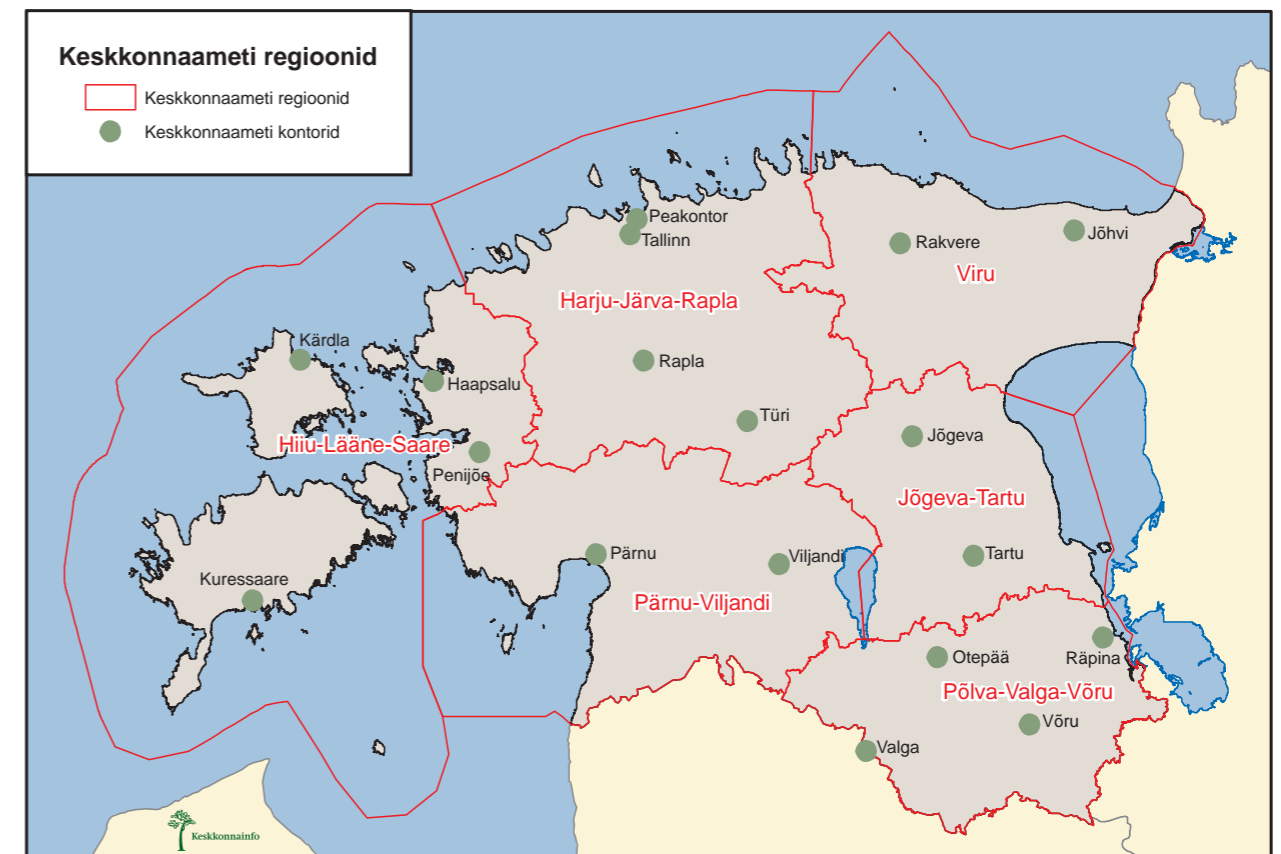 Keskkonnaameti regioonid
Keskkonnaameti regioonid
Keskkonnaameti kontorid
Peakontor
Tallinn
Rakvere
Jõhvi
Viru
Harju-Järva-Rapla
Kärdla
Haapsalu
Rapla
Türi
Jõgeva
Hiiu-Lääne-Saare
Penijõe
Jõgeva-Tartu
Pärnu
Viljandi
Tartu
Kuressaare
Pärnu-Viljandi
Otepää
Räpina
Põlva-Valga-Võru
Võru
Valga
Keskkonnainfo